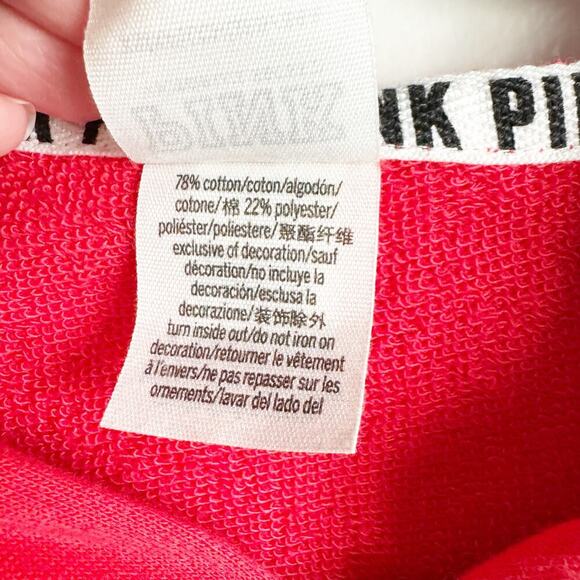 NK PI
78% cotton/coton/algodón/
cotone/棉 22% polyester/
poliéster/poliestere/聚酯纤维
exclusive of decoration/sauf
décoration/no incluye la
decoración/esclusa la
decorazione/装饰除外
turn inside out/do not iron on
decoration/retourner le vêtement
à l'envers/ne pas repasser sur les
ornements/lavar del lado del